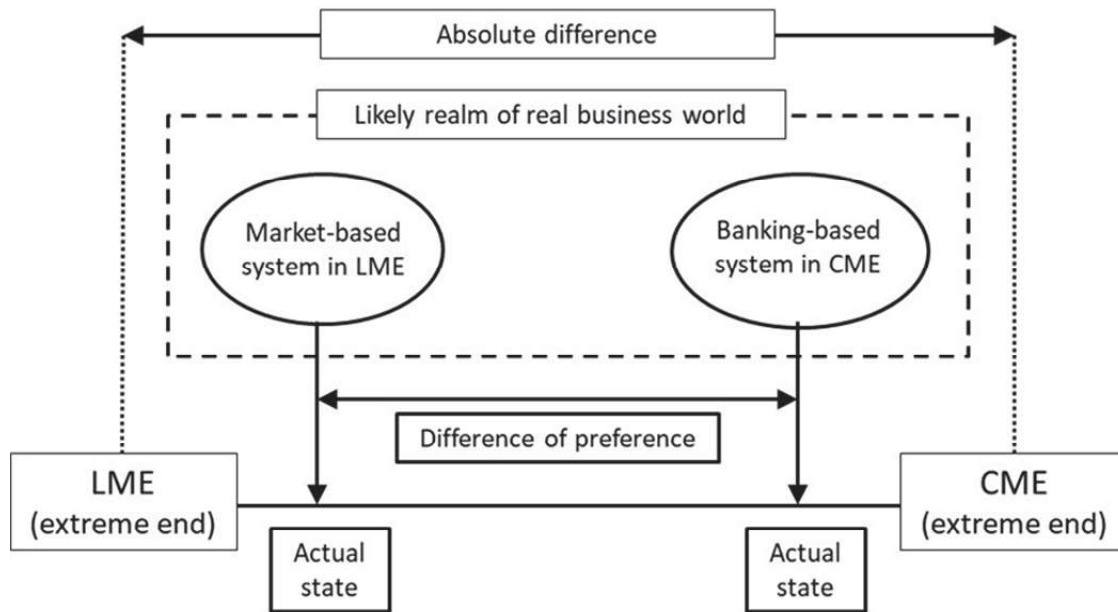 Absolute difference
Likely realm of real business world
Market-based
system in LME
Banking-based
system in CME
Difference of preference
LME
(extreme end)
CME
(extreme end)
Actual
state
Actual
state